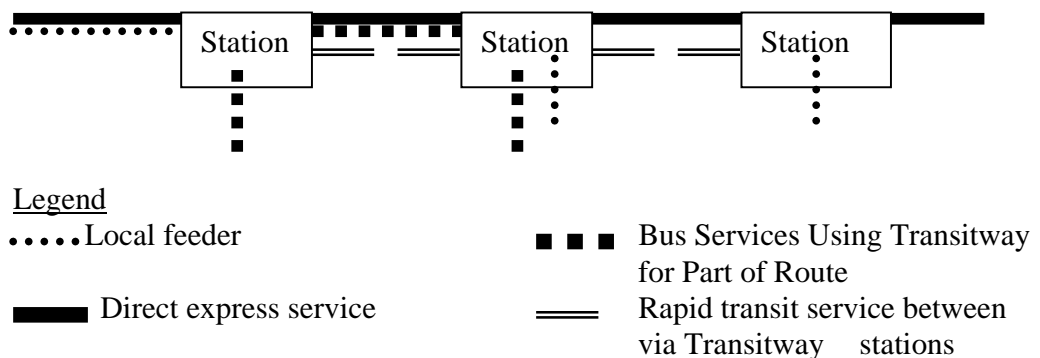 Station Station Station
Legend
Local feeder
Bus Services Using Transitway
for Part of Route
Direct express service
Rapid transit service between
via Transitway stations